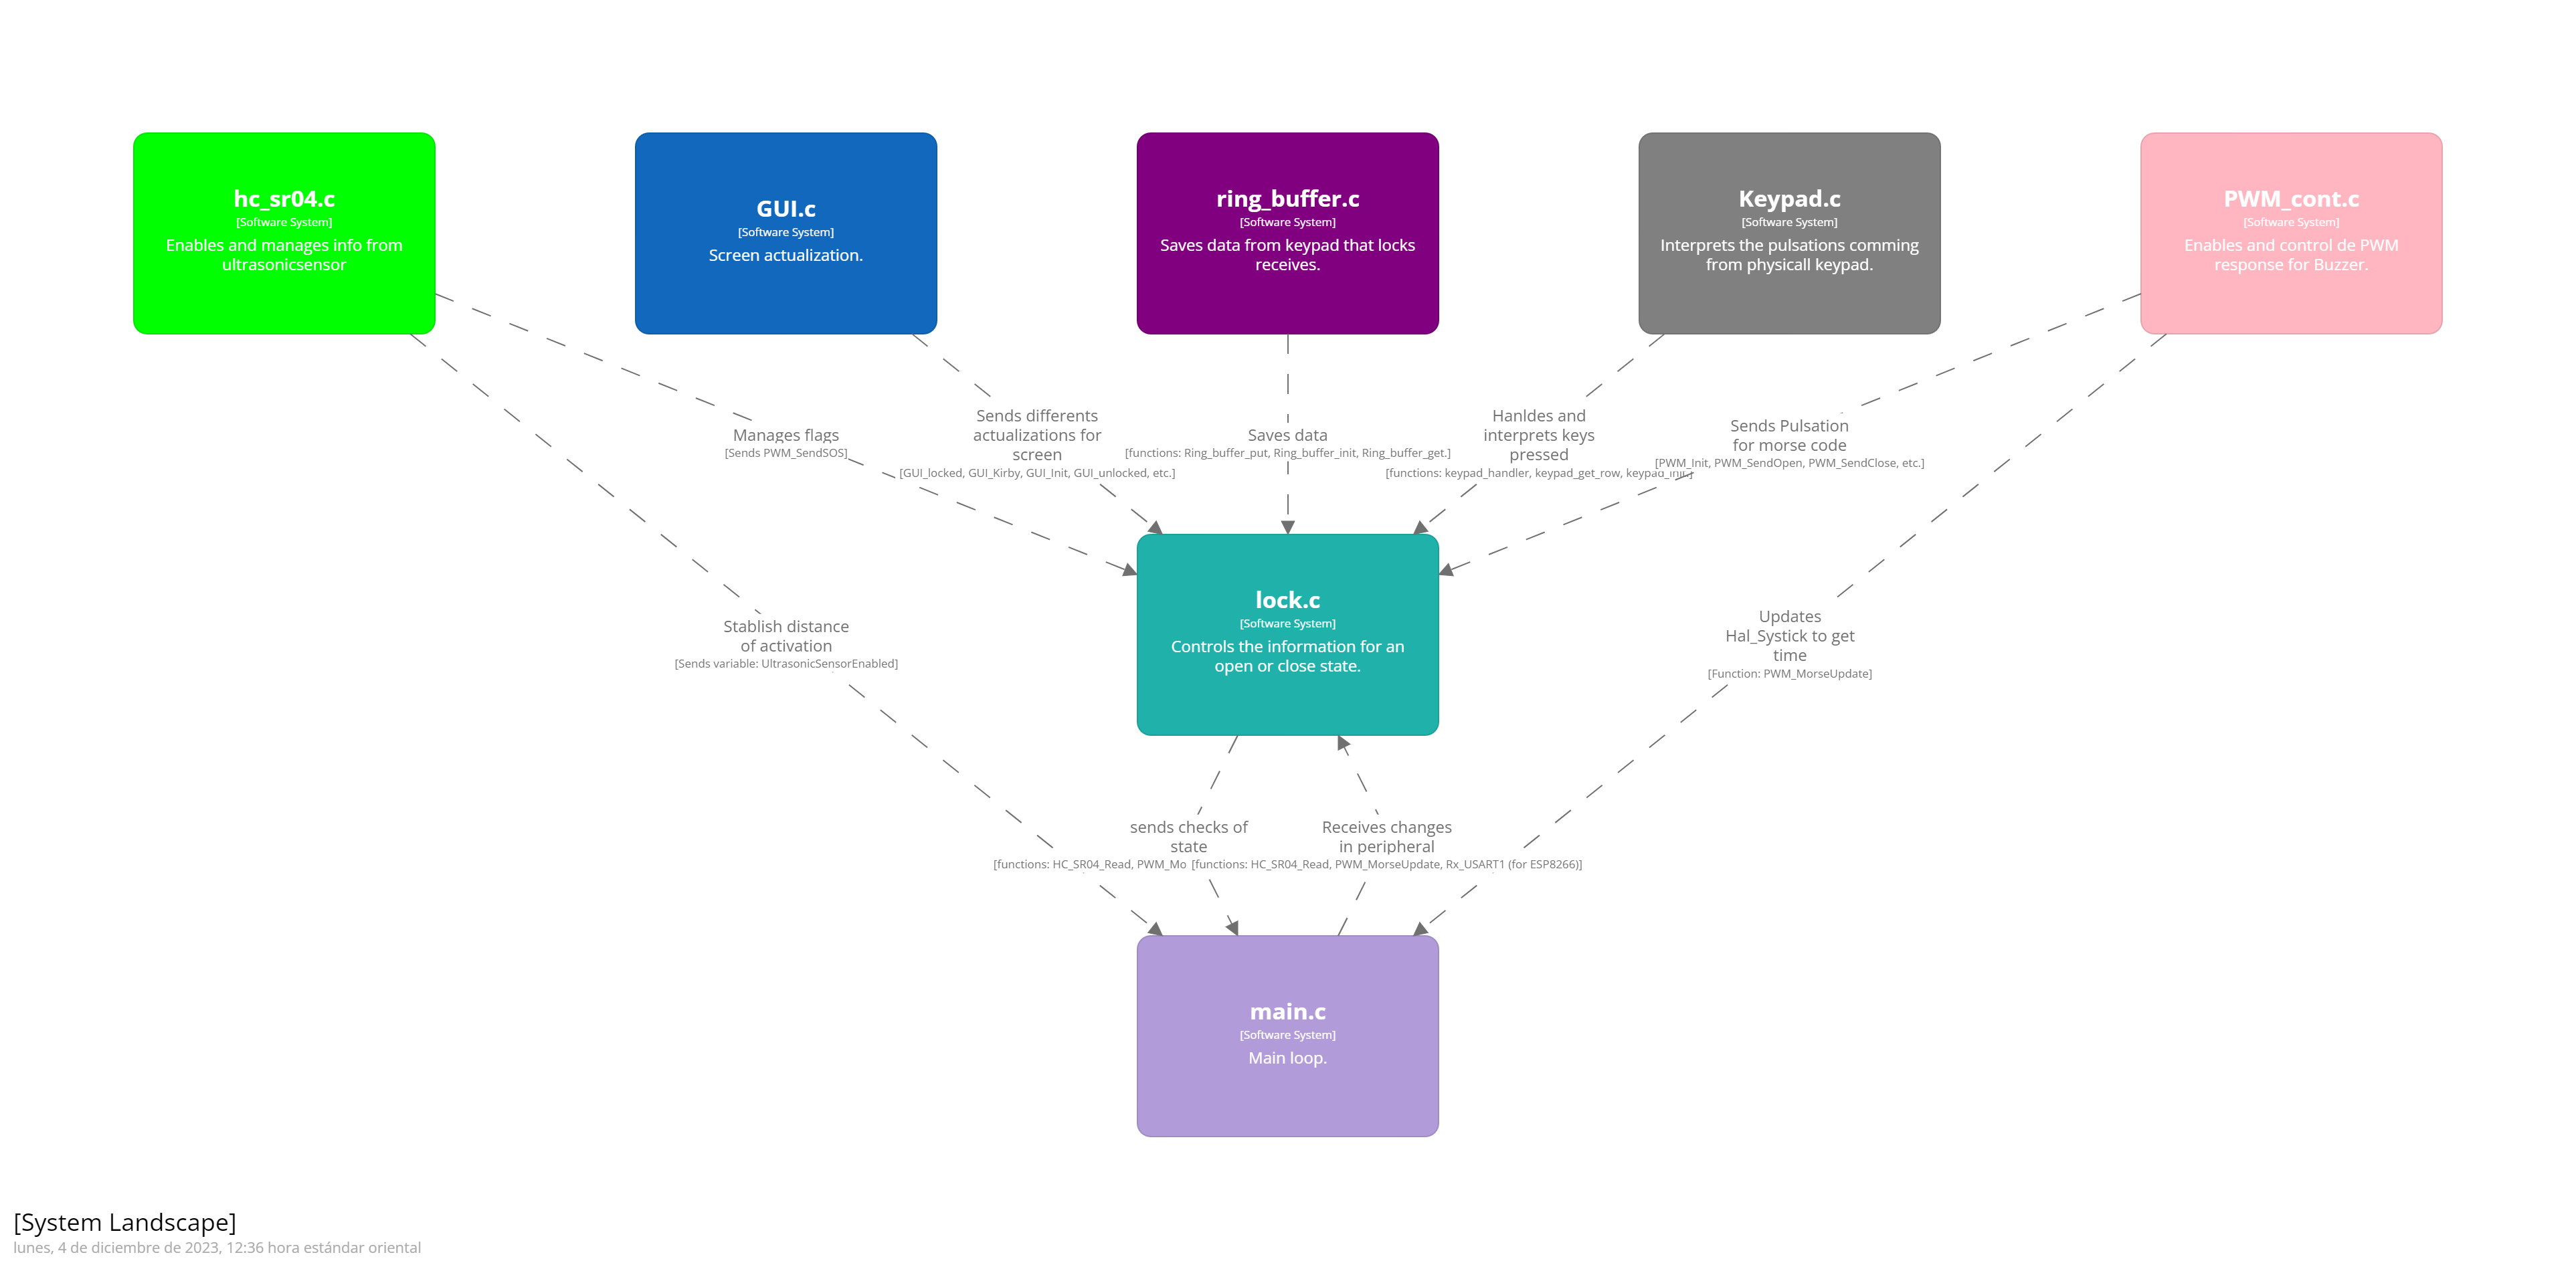 hc_sr04.c
[Software System]
Enables and manages info from
ultrasonicsensor
GUI.c
[Software System]
Screen actualization.
ring_buffer.c
[Software System]
Saves data from keypad that locks
receives.
Keypad.c
[Software System]
Interprets the pulsations comming
from physicall keypad.
PWM_cont.c
[Software System]
Enables and control de PWM
response for Buzzer.
Manages flags
[Sends PWM_SendSOS]
Sends differents
actualizations for
screen
[GUI_locked, GUI_Kirby, GUI_Init, GUI_unlocked, etc.]
Saves data
[functions: Ring_buffer_put, Ring_buffer_init, Ring_buffer_get.]
Hanldes and
interprets keys
pressed
[functions: keypad_handler, keypad_get_row, keypad_init.]
Sends Pulsation
for morse code
[PWM_Init, PWM_SendOpen, PWM_SendClose, etc.]
lock.c
[Software System]
Controls the information for an
open or close state.
Stablish distance
of activation
[Sends variable: UltrasonicSensorEnabled]
Updates
Hal_Systick to get
time
[Function: PWM_MorseUpdate]
sends checks of
state
[functions: HC_SR04_Read, PWM_Mo
Receives changes
in peripheral
[functions: HC_SR04_Read, PWM_MorseUpdate, Rx_USART1 (for ESP8266)]
main.c
[Software System]
Main loop.
[System Landscape]
lunes, 4 de diciembre de 2023, 12:36 hora estándar oriental